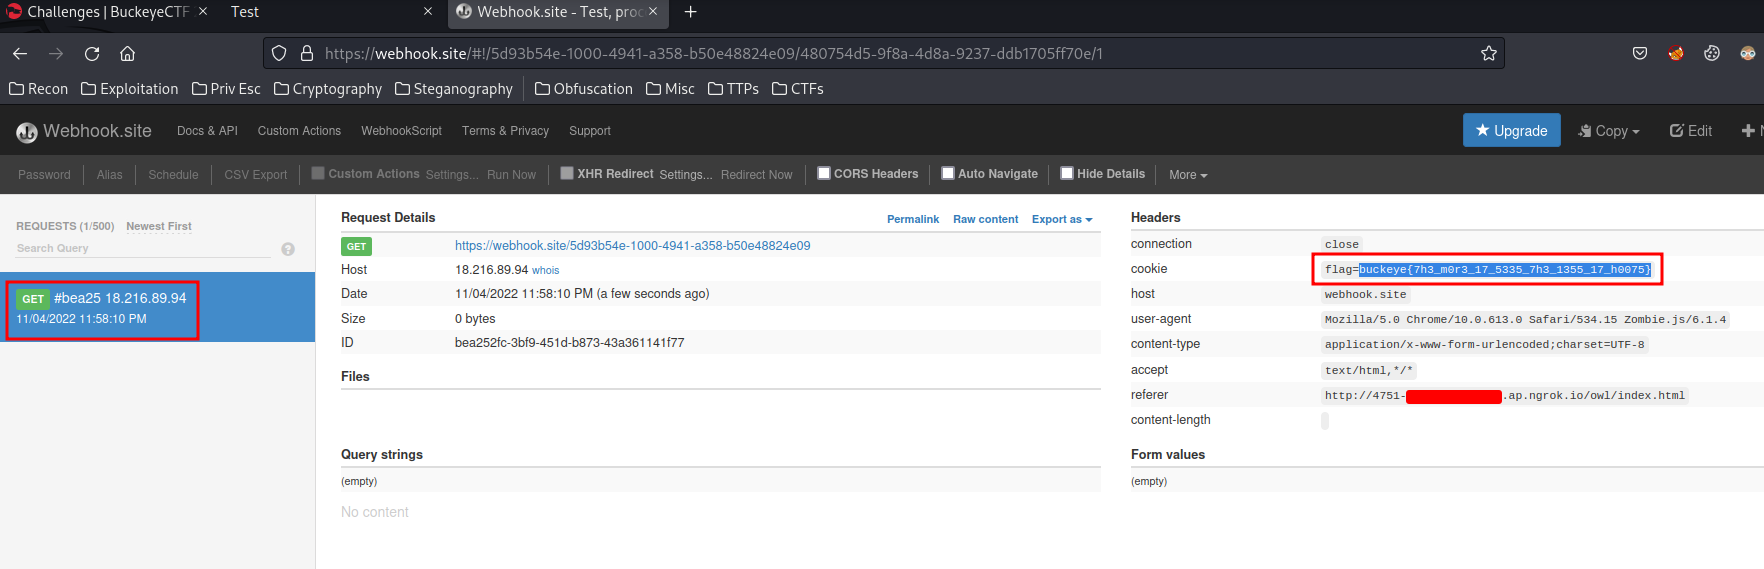 Challenges | BuckeyeCTF
Test
Webhook.site - Test, proc
https://webhook.site/#!/5d93b54e-1000-4941-a358-b50e48824e09/480754d5-9f8a-4d8a-9237-ddb1705ff70e/1
Recon Exploitation Priv Esc Cryptography Steganography Obfuscation Misc TTPs CTFs
Webhook.site Docs & API Custom Actions WebhookScript Terms & Privacy Support Upgrade Copy Edit
Password Alias Schedule CSV Export Custom Actions Settings... Run Now XHR Redirect Settings... Redirect Now CORS Headers Auto Navigate Hide Details More
REQUESTS (1/500) Newest First
Search Query
GET #bea25 18.216.89.94
11/04/2022 11:58:10 PM
Request Details Permalink Raw content Export as
GET https://webhook.site/5d93b54e-1000-4941-a358-b50e48824e09
Host 18.216.89.94 whois
Date 11/04/2022 11:58:10 PM (a few seconds ago)
Size 0 bytes
ID bea252fc-3bf9-451d-b873-43a361141f77
Files
Query strings
(empty)
No content
Headers
connection close
cookie flag=buckeye{7h3_m0r3_17_5335_7h3_1355_17_h0075}
host webhook.site
user-agent Mozilla/5.0 Chrome/10.0.613.0 Safari/534.15 Zombie.js/6.1.4
content-type application/x-www-form-urlencoded;charset=UTF-8
accept text/html,*/*
referer http://4751- .ap.ngrok.io/owl/index.html
content-length
Form values
(empty)